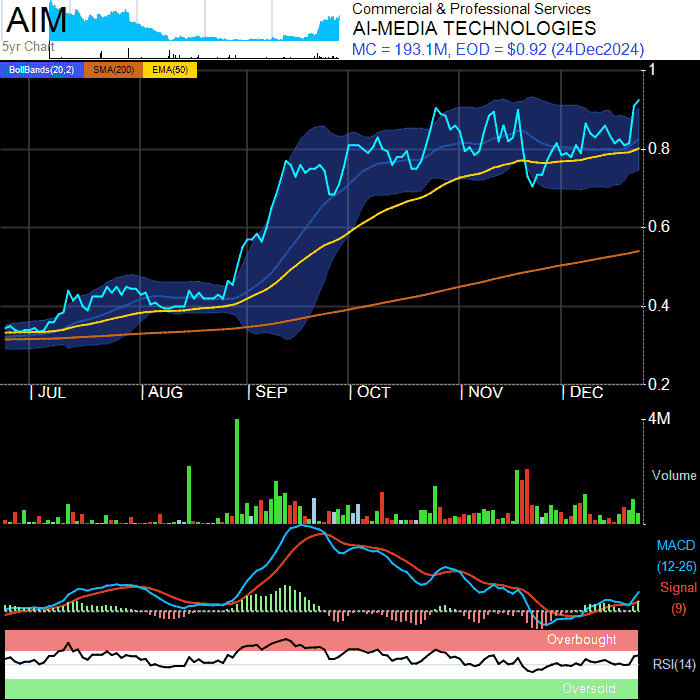 AIM
5yr Chart
Commercial & Professional Services
AI-MEDIA TECHNOLOGIES
MC = 193.1M, EOD = $0.92 (24Dec2024)
BollBands(20,2) SMA(200) EMA(50)
1
0.8
0.6
0.4
0.2
JUL AUG SEP OCT NOV DEC
4M
Volume
MACD
(12-26)
Signal
(9)
Overbought
RSI(14)
Oversold